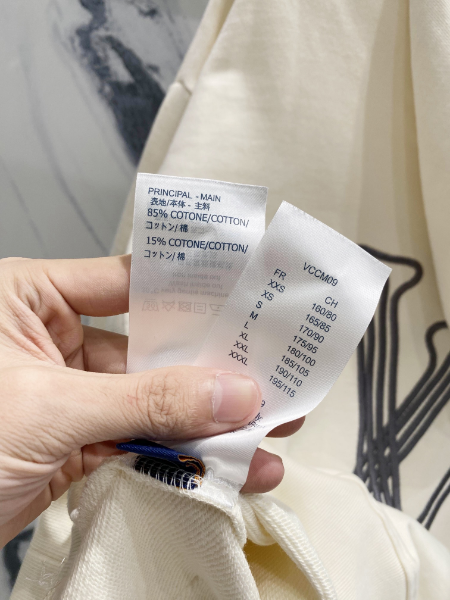 PRINCIPAL - MAIN
表地/本体 - 主料
85% COTONE/COTTON/
コットン/ 棉
15% COTONE/COTTON/
コットン/ 棉
VCCM09
FR CH
XXS 160/80
XS 165/85
S 170/90
M 175/95
L 180/100
XL 185/105
XXL 190/110
XXXL 195/115